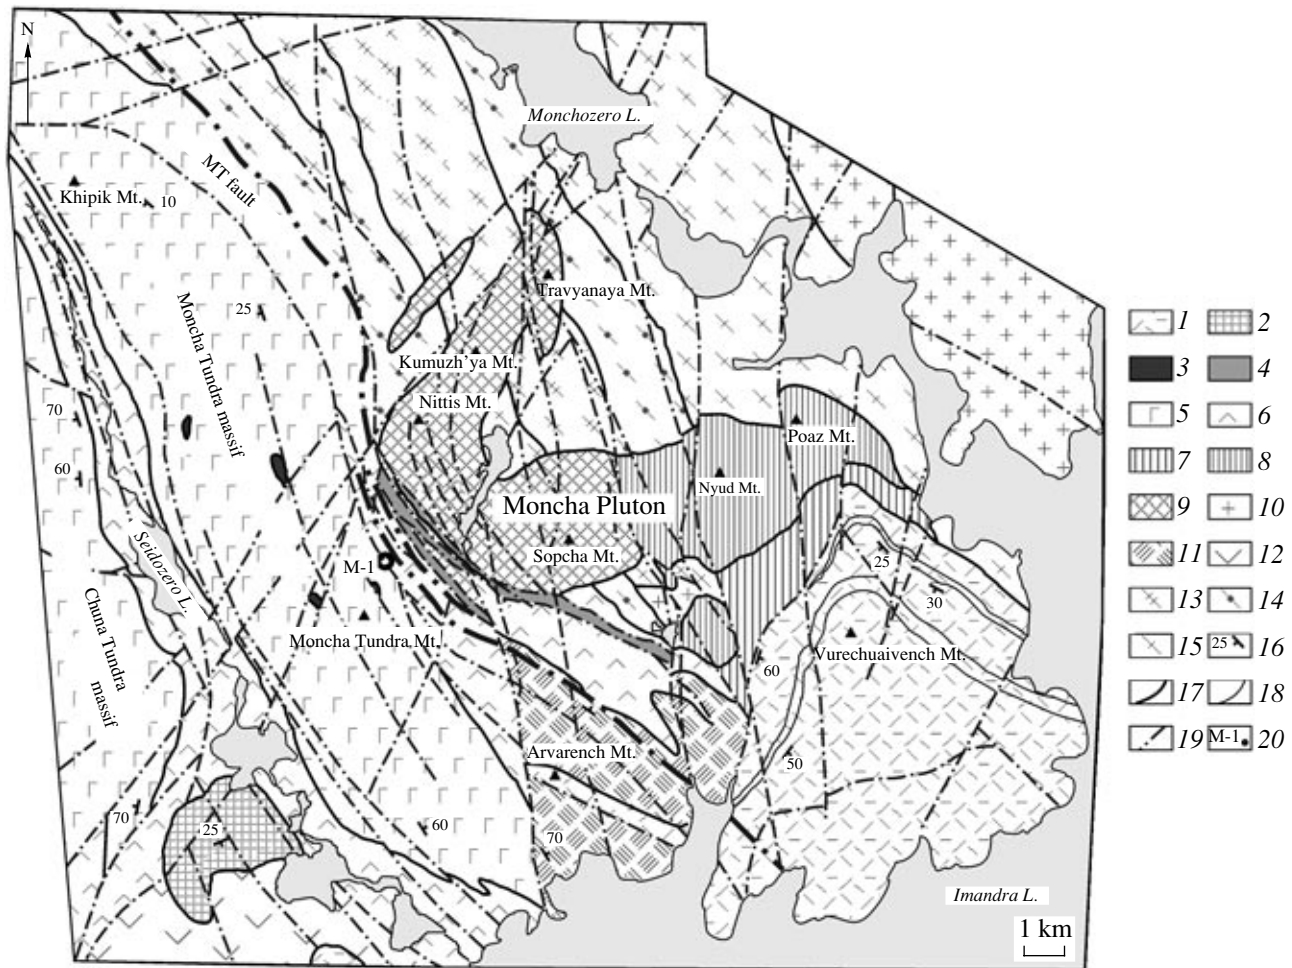 N
Monchozero L.
MT fault
Khipik Mt.
10
Travyanaya Mt.
25
Moncha Tundra massif
Kumuzh'ya Mt.
Nittis Mt.
70
Poaz Mt.
60
Nyud Mt.
Moncha Pluton
Sopcha Mt.
Seidozero L.
M-1
25
30
Chuna Tundra
massif
Moncha Tundra Mt.
Vurechuaivench Mt.
60
Arvarench Mt.
50
70
25
60
70
Imandra L.
1 km
1 2
3 4
5 6
7 8
9 10
11 12
13 14
15 25 16
17 18
19 M-1 20